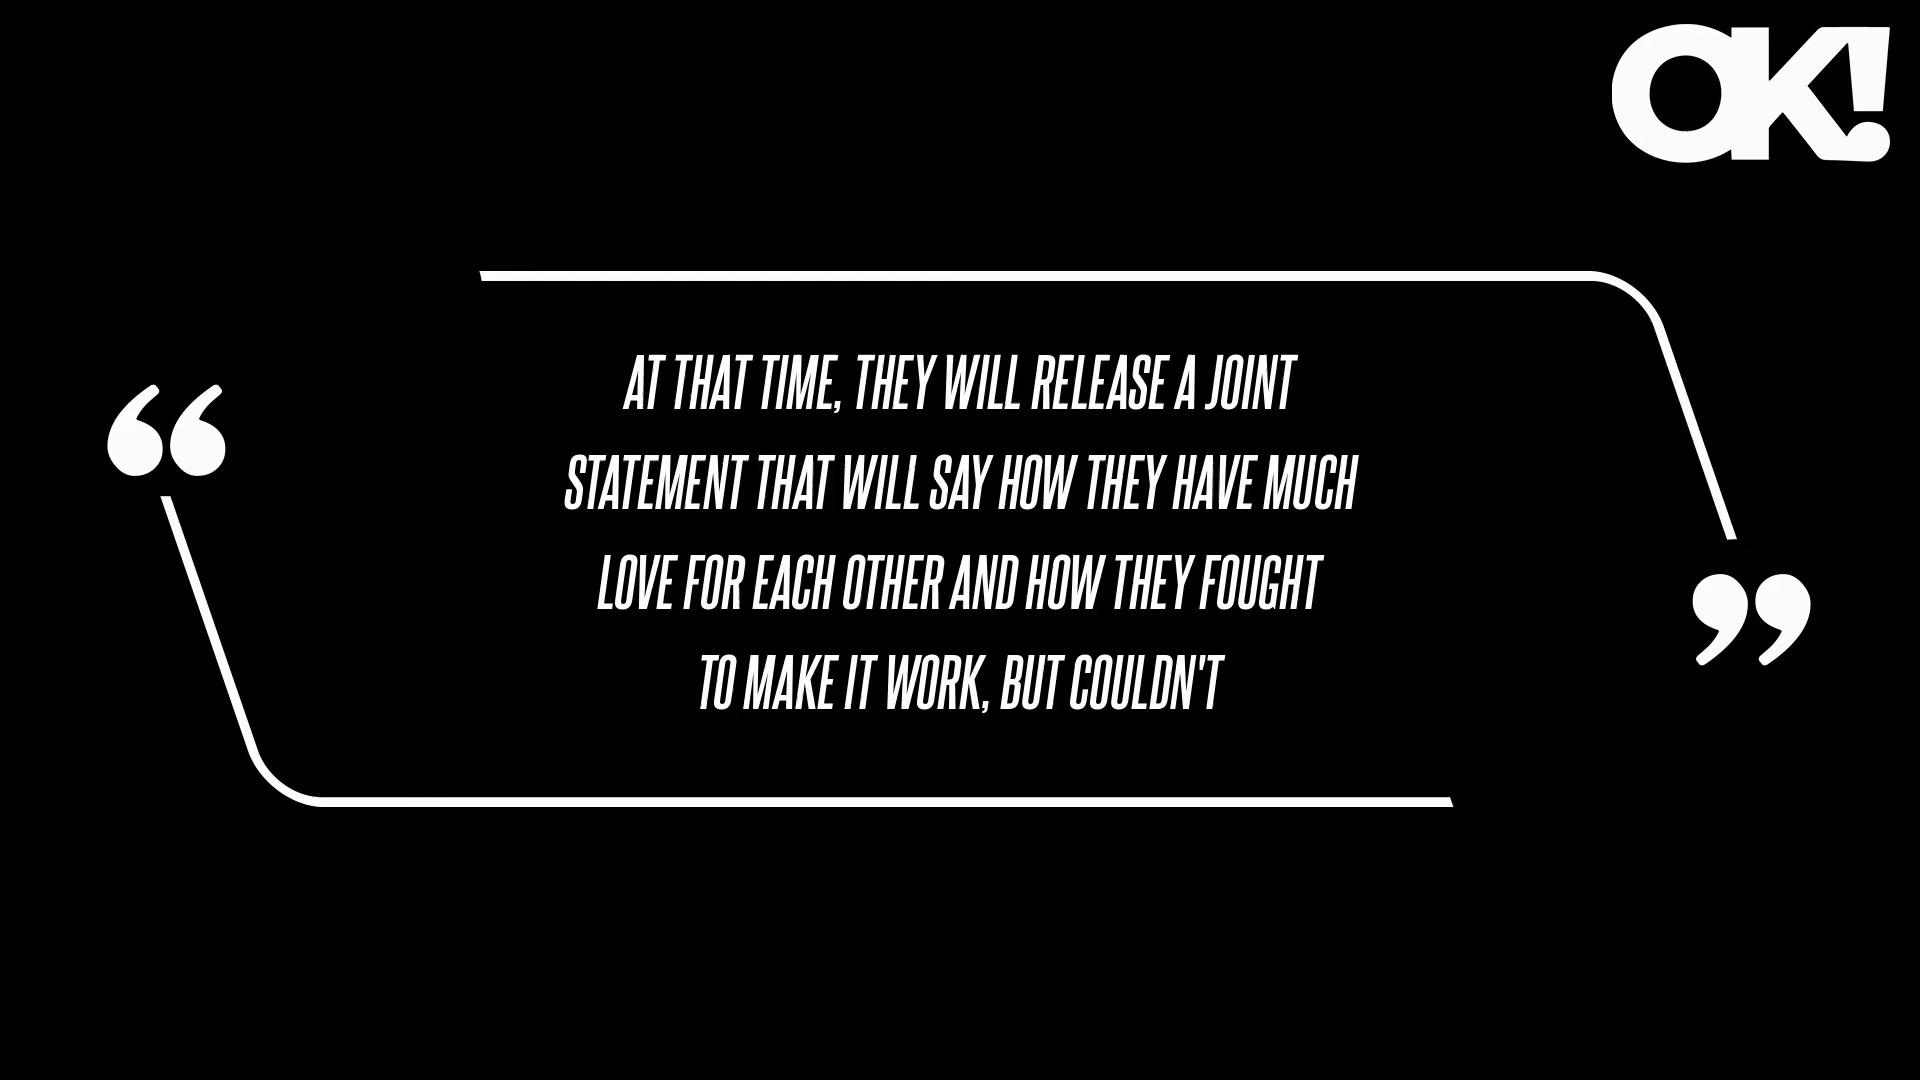 OK!
“
AT THAT TIME, THEY WILL RELEASE A JOINT
STATEMENT THAT WILL SAY HOW THEY HAVE MUCH
LOVE FOR EACH OTHER AND HOW THEY FOUGHT
TO MAKE IT WORK, BUT COULDN'T
”